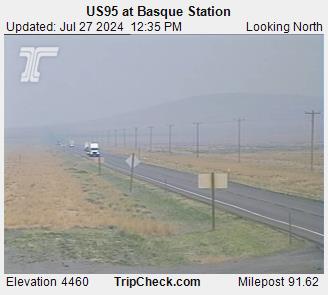 US95 at Basque Station
Updated: Jul 27 2024 12:35 PM Looking North
Elevation 4460 TripCheck.com Milepost 91.62